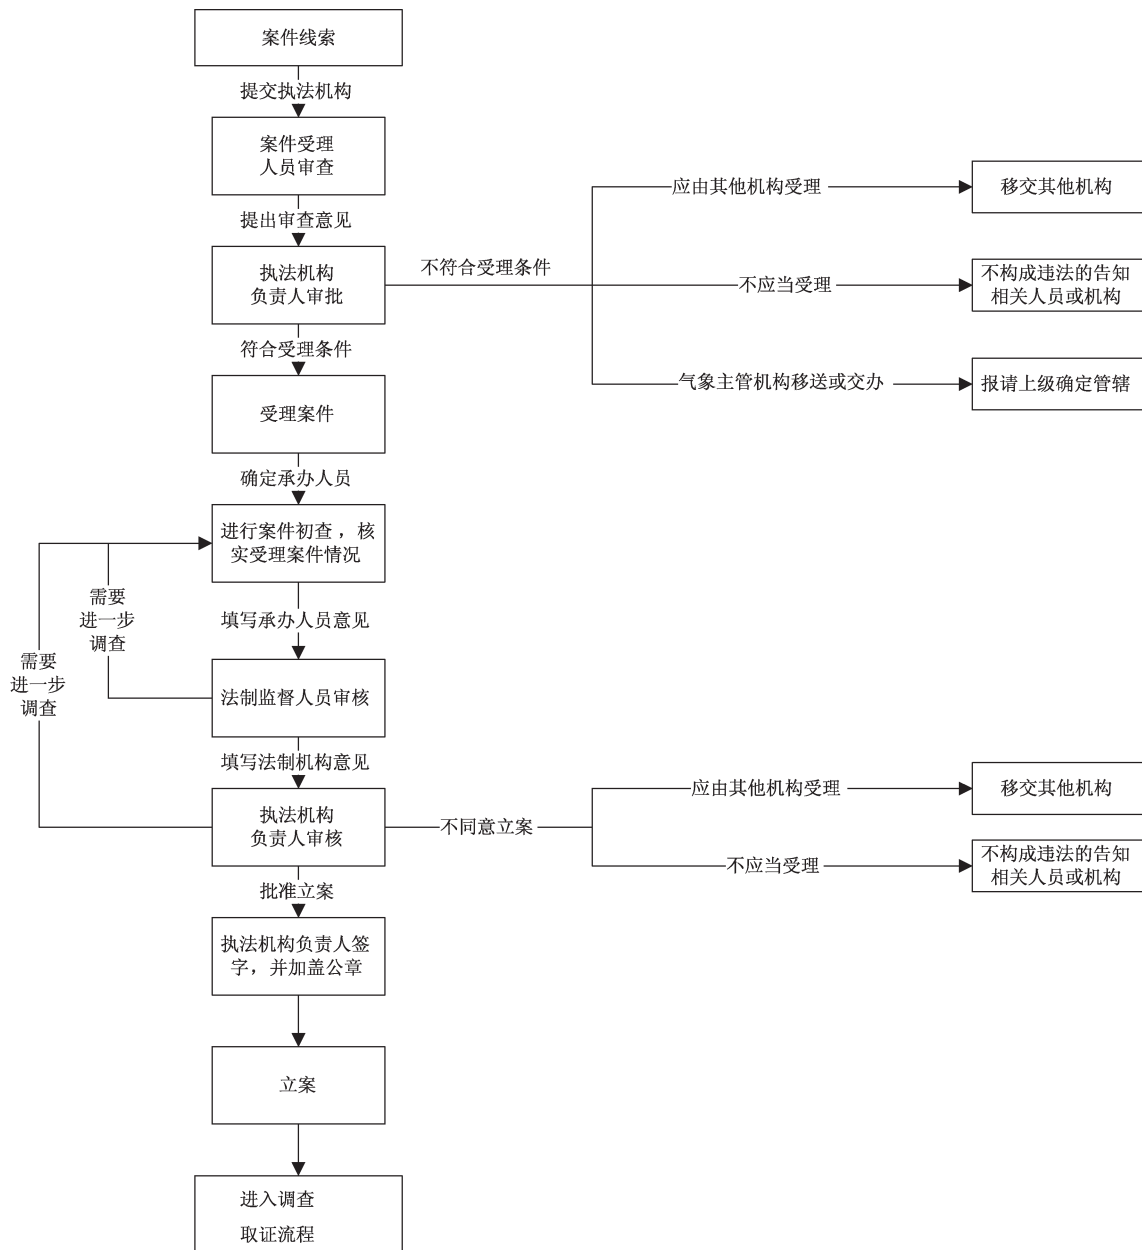 案件线索
提交执法机构
案件受理
人员审查
提出审查意见
执法机构
负责人审批
不符合受理条件
应由其他机构受理
移交其他机构
不应当受理
不构成违法的告知
相关人员或机构
气象主管机构移送或交办
报请上级确定管辖
符合受理条件
受理案件
确定承办人员
进行案件初查，核
实受理案件情况
需要
进一步
调查
填写承办人员意见
需要
进一步
调查
法制监督人员审核
填写法制机构意见
执法机构
负责人审核
不同意立案
应由其他机构受理
移交其他机构
不应当受理
不构成违法的告知
相关人员或机构
批准立案
执法机构负责人签
字，并加盖公章
立案
进入调查
取证流程